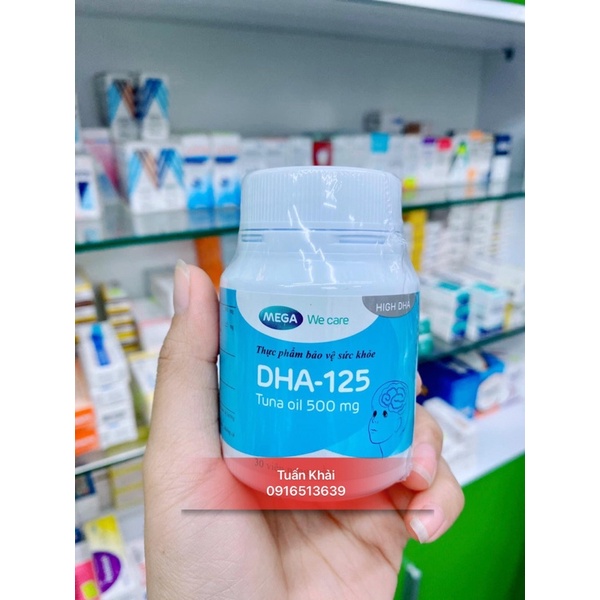 MEGA We care
HIGH DHA
Thực phẩm bảo vệ sức khỏe
DHA-125
Tuna oil 500 mg
30
Tuấn Khải
0916513639